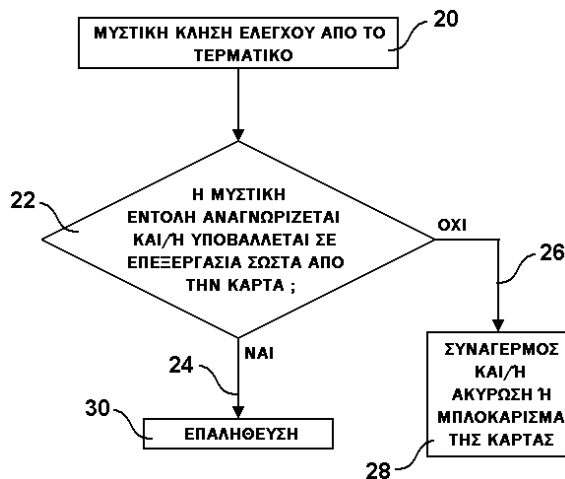 ΜΥΣΤΙΚΗ ΚΛΗΣΗ ΕΛΕΓΧΟΥ ΑΠΟ ΤΟ
ΤΕΡΜΑΤΙΚΟ
20
22
Η ΜΥΣΤΙΚΗ
ΕΝΤΟΛΗ ΑΝΑΓΝΩΡΙΖΕΤΑΙ
ΚΑΙ/Ή ΥΠΟΒΑΛΛΕΤΑΙ ΣΕ
ΕΠΕΞΕΡΓΑΣΙΑ ΣΩΣΤΑ ΑΠΟ
ΤΗΝ ΚΑΡΤΑ ;
ΟΧΙ
26
ΝΑΙ
24
30
ΕΠΑΛΗΘΕΥΣΗ
ΣΥΝΑΓΕΡΜΟΣ
ΚΑΙ/Ή
ΑΚΥΡΩΣΗ Ή
ΜΠΛΟΚΑΡΙΣΜΑ
ΤΗΣ ΚΑΡΤΑΣ
28